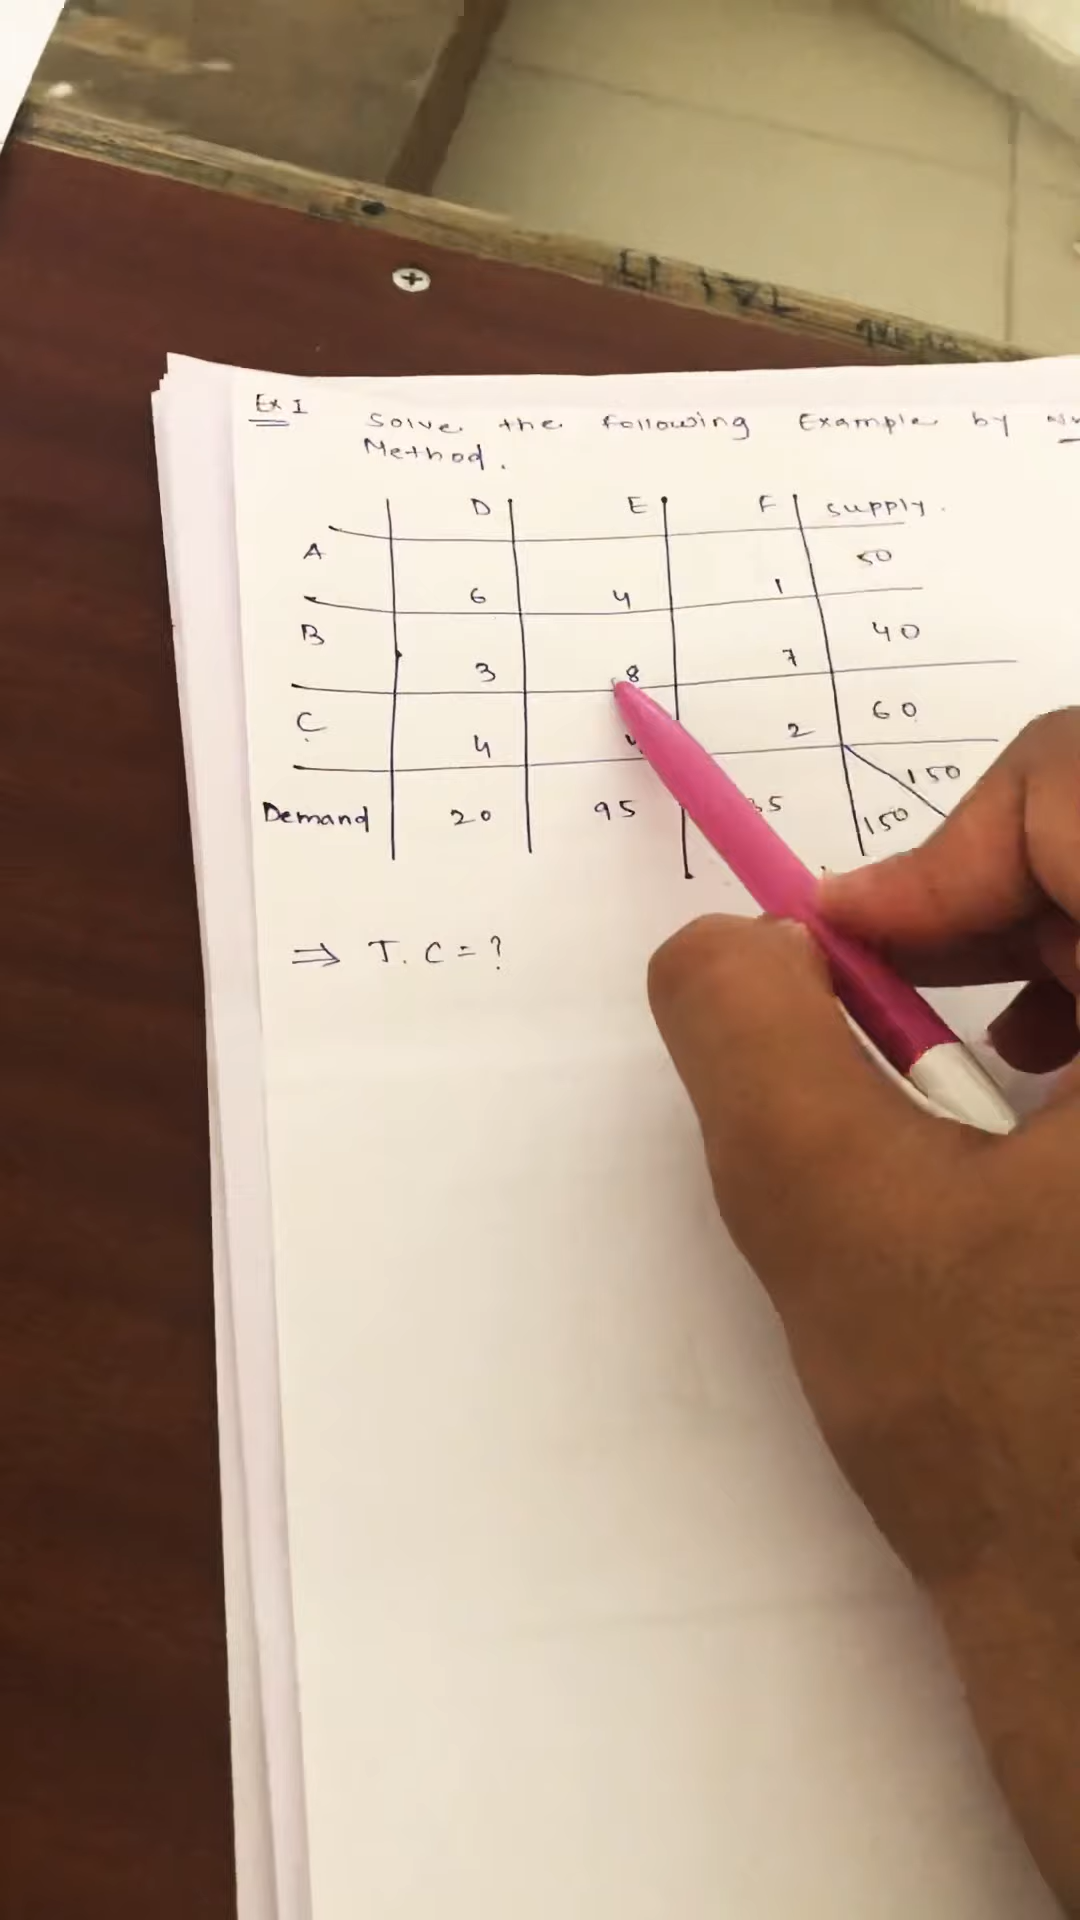 Ex I
Solve the following Example by
Method.
D E F supply.
A 6 4 1 50
B 3 8 7 40
C 4 2 60
Demand 20 95 150 150
⇒ T. C = ?